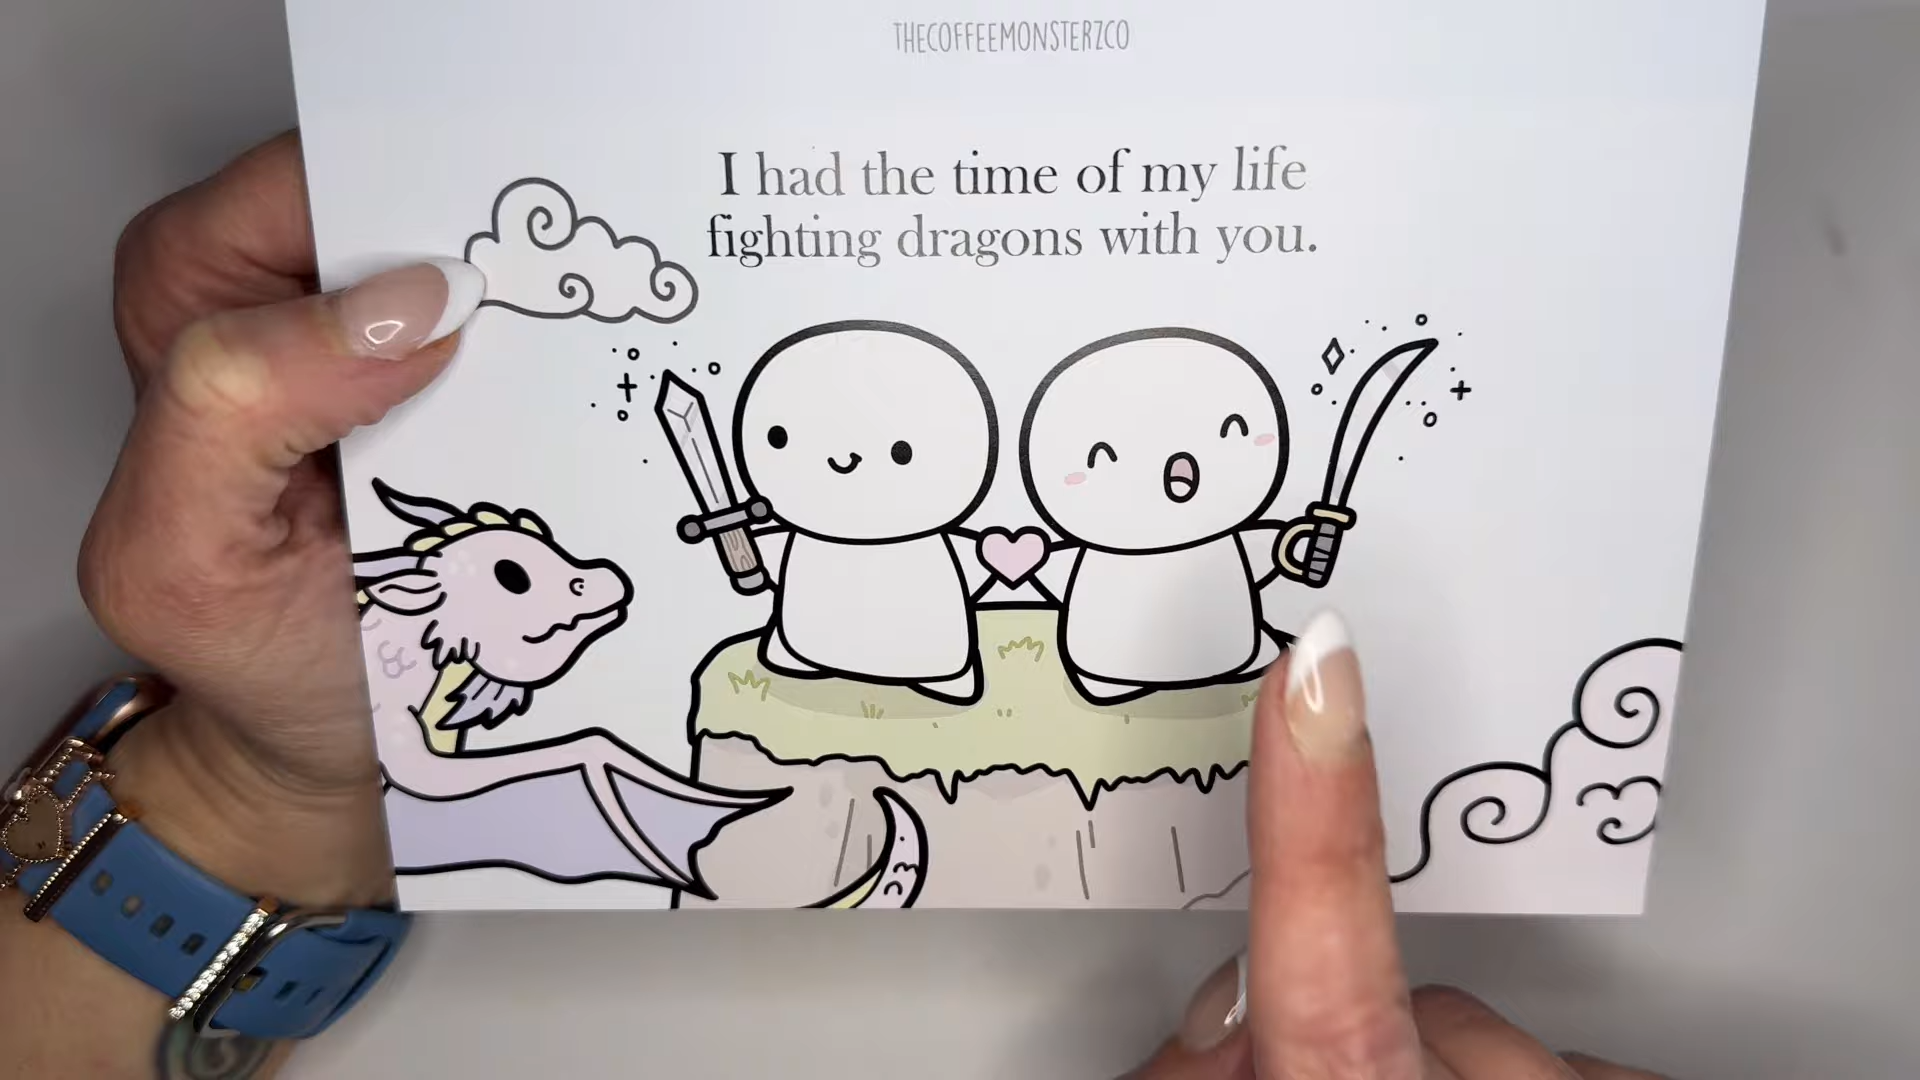 THECOFFEEMONSTERZCO
I had the time of my life
fighting dragons with you.